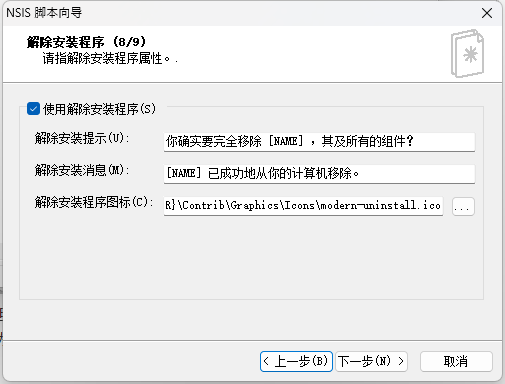 NSIS 脚本向导
解除安装程序 (8/9)
请指解除安装程序属性。.
使用解除安装程序(S)
解除安装提示(U): 你确实要完全移除 [NAME] ，其及所有的组件？
解除安装消息(M): [NAME] 已成功地从你的计算机移除。
解除安装程序图标(C): R}\Contrib\Graphics\Icons\modern-uninstall.ico ...
< 上一步(B) 下一步(N) > 取消